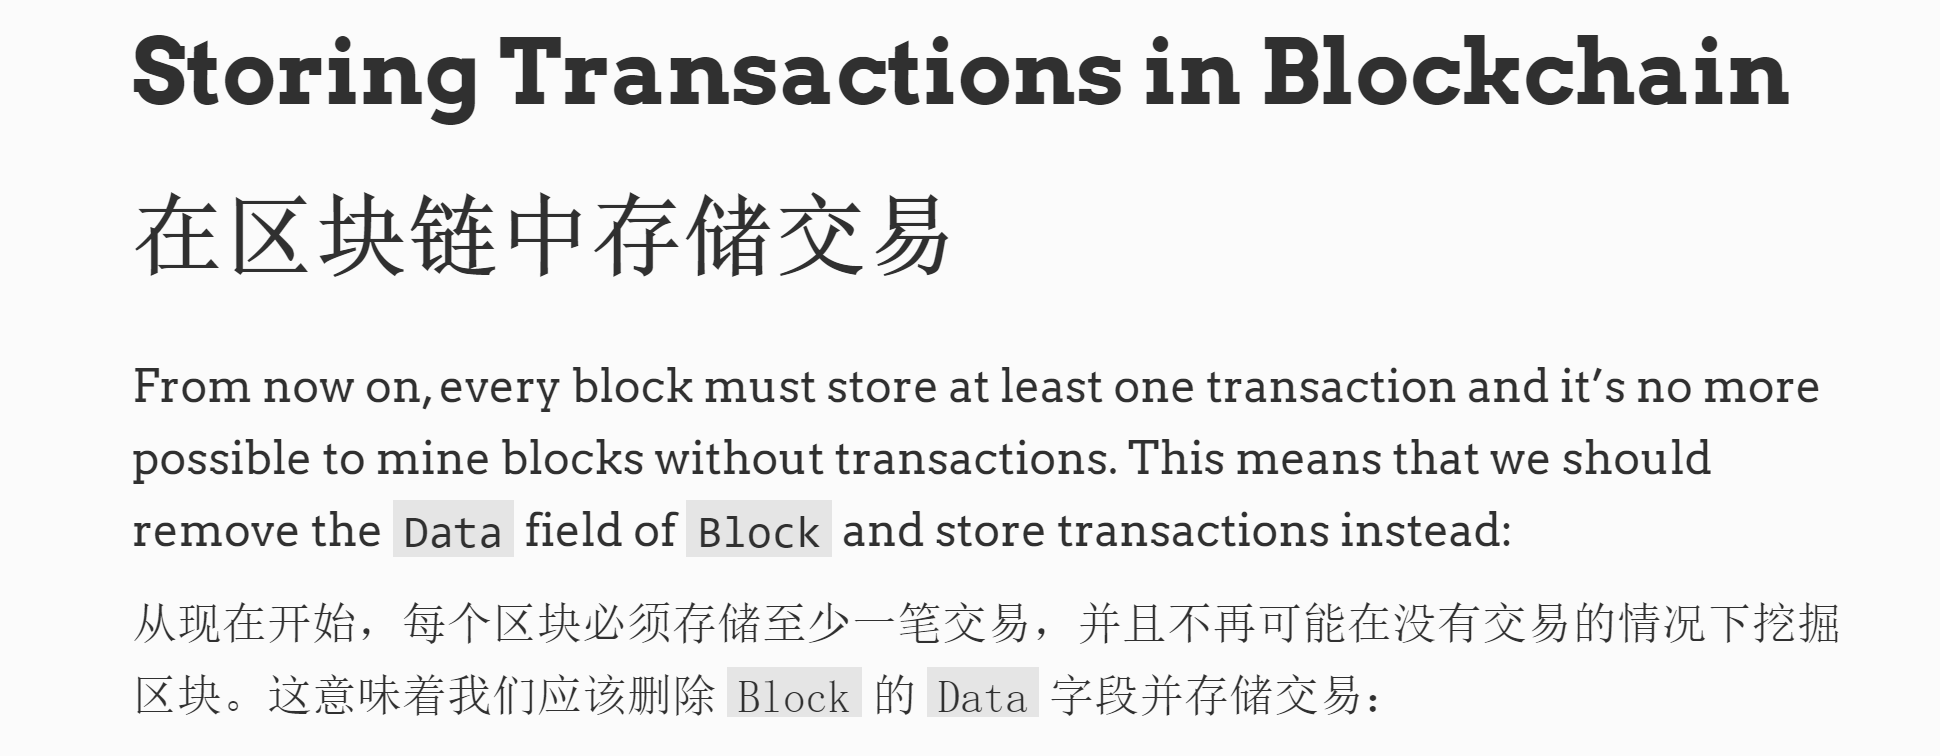 Storing Transactions in Blockchain
在区块链中存储交易
From now on, every block must store at least one transaction and it’s no more
possible to mine blocks without transactions. This means that we should
remove the Data field of Block and store transactions instead:
从现在开始，每个区块必须存储至少一笔交易，并且不再可能在没有交易的情况下挖掘
区块。这意味着我们应该删除 Block 的 Data 字段并存储交易：